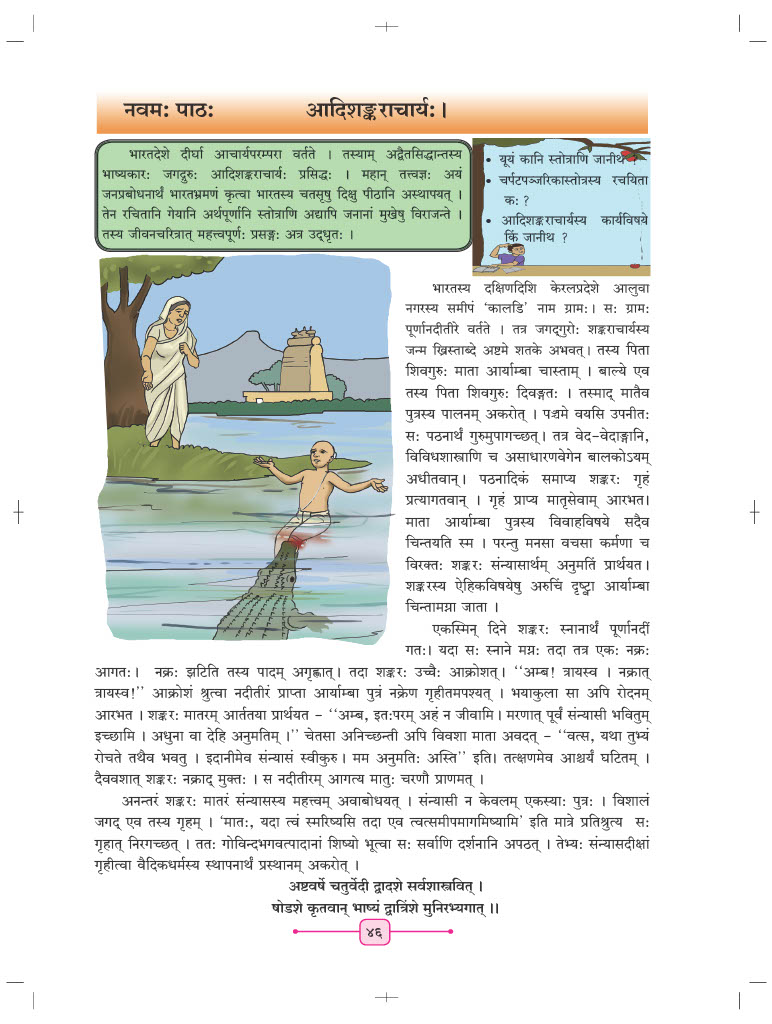 नवमः पाठः आदिशङ्कराचार्यः।
भारतदेशे दीर्घा आचार्यपरम्परा वर्तते । तस्याम् अद्वैतसिद्धान्तस्य
भाष्यकारः जगद्गुरुः आदिशङ्कराचार्यः प्रसिद्धः । महान् तत्त्वज्ञः अयं
जनप्रबोधनार्थं भारतभ्रमणं कृत्वा भारतस्य चतसृषु दिक्षु पीठानि अस्थापयत् ।
तेन रचितानि गेयानि अर्थपूर्णानि स्तोत्राणि अद्यापि जनानां मुखेषु विराजन्ते ।
तस्य जीवनचरित्रात् महत्त्वपूर्णः प्रसङ्गः अत्र उद्धृतः ।
• यूयं कानि स्तोत्राणि जानीथ ?
• चर्पटपञ्जरिकास्तोत्रस्य रचयिता
कः ?
• आदिशङ्कराचार्यस्य कार्यविषये
किं जानीथ ?
भारतस्य दक्षिणदिशि केरलप्रदेशे आलुवा
नगरस्य समीपं ‘कालडि’ नाम ग्रामः। सः ग्रामः
पूर्णानदीतीरे वर्तते । तत्र जगद्गुरोः शङ्कराचार्यस्य
जन्म ख्रिस्ताब्दे अष्टमे शतके अभवत्। तस्य पिता
शिवगुरुः माता आर्याम्बा चास्ताम् । बाल्ये एव
तस्य पिता शिवगुरुः दिवङ्गतः । तस्माद् मातैव
पुत्रस्य पालनम् अकरोत् । पञ्चमे वयसि उपनीतः
सः पठनार्थं गुरुमुपागच्छत्। तत्र वेद-वेदाङ्गानि,
विविधशास्त्राणि च असाधारणवेगेन बालकोऽयम्
अधीतवान्। पठनादिकं समाप्य शङ्करः गृहं
प्रत्यागतवान् । गृहं प्राप्य मातृसेवाम् आरभत।
माता आर्याम्बा पुत्रस्य विवाहविषये सदैव
चिन्तयति स्म । परन्तु मनसा वचसा कर्मणा च
विरक्तः शङ्करः संन्यासार्थम् अनुमतिं प्रार्थयत।
शङ्करस्य ऐहिकविषयेषु अरुचिं दृष्ट्वा आर्याम्बा
चिन्तामग्ना जाता ।
एकस्मिन् दिने शङ्करः स्नानार्थं पूर्णानदीं
गतः। यदा सः स्नाने मग्नः तदा तत्र एकः नक्रः
आगतः। नक्रः झटिति तस्य पादम् अगृह्णात्। तदा शङ्करः उच्चैः आक्रोशत्। ‘‘अम्ब! त्रायस्व । नक्रात्
त्रायस्व!’’ आक्रोशं श्रुत्वा नदीतीरं प्राप्ता आर्याम्बा पुत्रं नक्रेण गृहीतमपश्यत् । भयाकुला सा अपि रोदनम्
आरभत । शङ्करः मातरम् आर्ततया प्रार्थयत - ‘‘अम्ब, इतःपरम् अहं न जीवामि। मरणात् पूर्वं संन्यासी भवितुम्
इच्छामि । अधुना वा देहि अनुमतिम् ।’’ चेतसा अनिच्छन्ती अपि विवशा माता अवदत् - ‘‘वत्स, यथा तुभ्यं
रोचते तथैव भवतु । इदानीमेव संन्यासं स्वीकुरु। मम अनुमतिः अस्ति’’ इति। तत्क्षणमेव आश्चर्यं घटितम् ।
दैववशात् शङ्करः नक्राद् मुक्तः । स नदीतीरम् आगत्य मातुः चरणौ प्राणमत् ।
अनन्तरं शङ्करः मातरं संन्यासस्य महत्त्वम् अवाबोधयत् । संन्यासी न केवलम् एकस्याः पुत्रः । विशालं
जगद् एव तस्य गृहम् । ‘मातः, यदा त्वं स्मरिष्यसि तदा एव त्वत्समीपमागमिष्यामि’ इति मात्रे प्रतिश्रुत्य सः
गृहात् निरगच्छत् । ततः गोविन्दभगवत्पादानां शिष्यो भूत्वा सः सर्वाणि दर्शनानि अपठत् । तेभ्यः संन्यासदीक्षां
गृहीत्वा वैदिकधर्मस्य स्थापनार्थं प्रस्थानम् अकरोत् ।
अष्टवर्षे चतुर्वेदी द्वादशे सर्वशास्त्रवित् ।
षोडशे कृतवान् भाष्यं द्वात्रिंशे मुनिरभ्यगात् ।।
४६